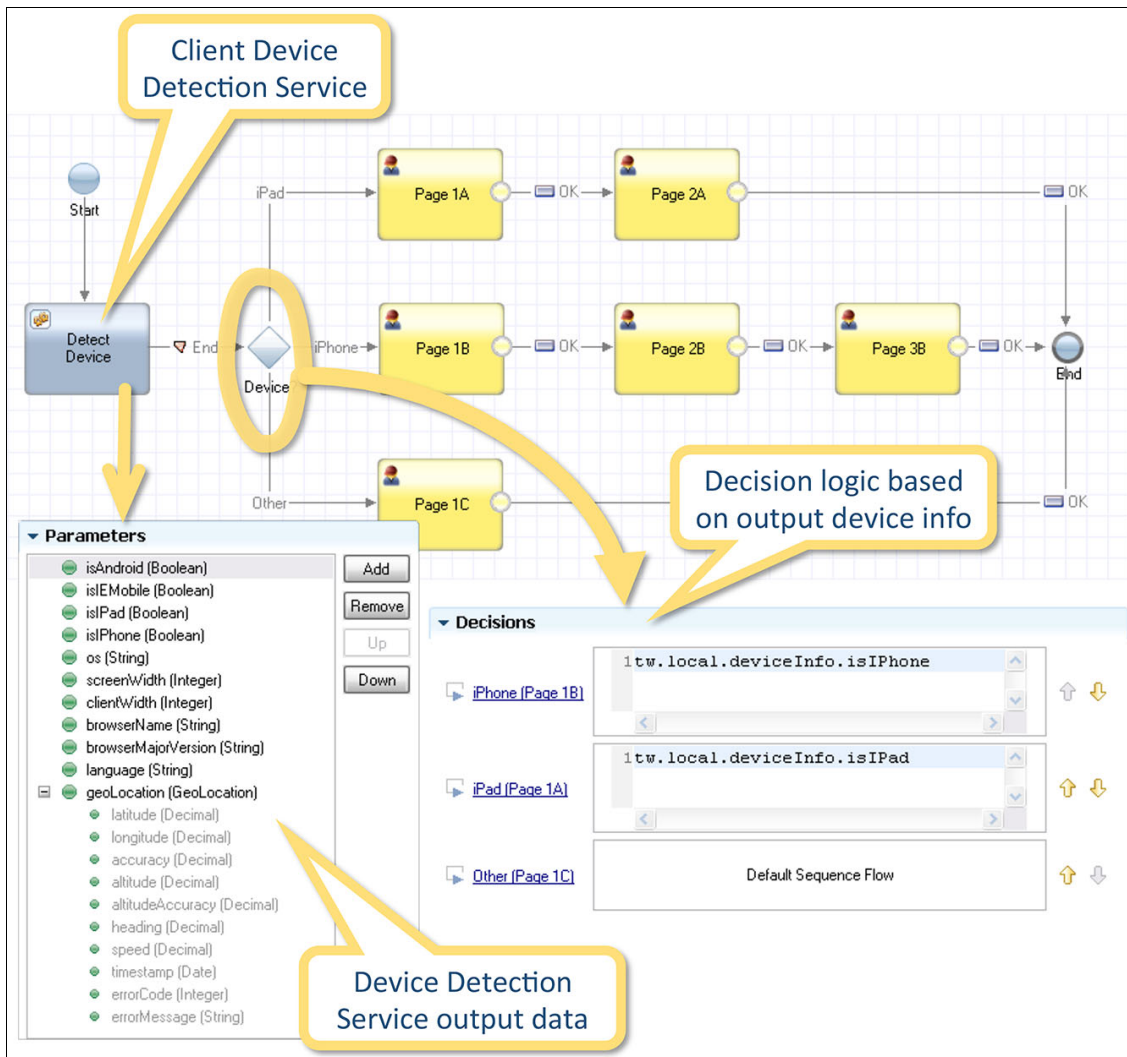 Client Device
Detection Service
Start
iPad
Page 1A
OK
Page 2A
OK
Detect
Device
End
Device
iPhone
Page 1B
OK
Page 2B
OK
Page 3B
OK
End
Other
Page 1C
OK
Decision logic based
on output device info
Parameters
isAndroid (Boolean)
isIEMobile (Boolean)
isIPad (Boolean)
isIPhone (Boolean)
os (String)
screenWidth (Integer)
clientWidth (Integer)
browserName (String)
browserMajorVersion (String)
language (String)
geoLocation (GeoLocation)
latitude (Decimal)
longitude (Decimal)
accuracy (Decimal)
altitude (Decimal)
altitudeAccuracy (Decimal)
heading (Decimal)
speed (Decimal)
timestamp (Date)
errorCode (Integer)
errorMessage (String)
Add
Remove
Up
Down
Decisions
iPhone (Page 1B)
1 tw.local.deviceInfo.isIPhone
iPad (Page 1A)
1 tw.local.deviceInfo.isIPad
Other (Page 1C)
Default Sequence Flow
Device Detection
Service output data